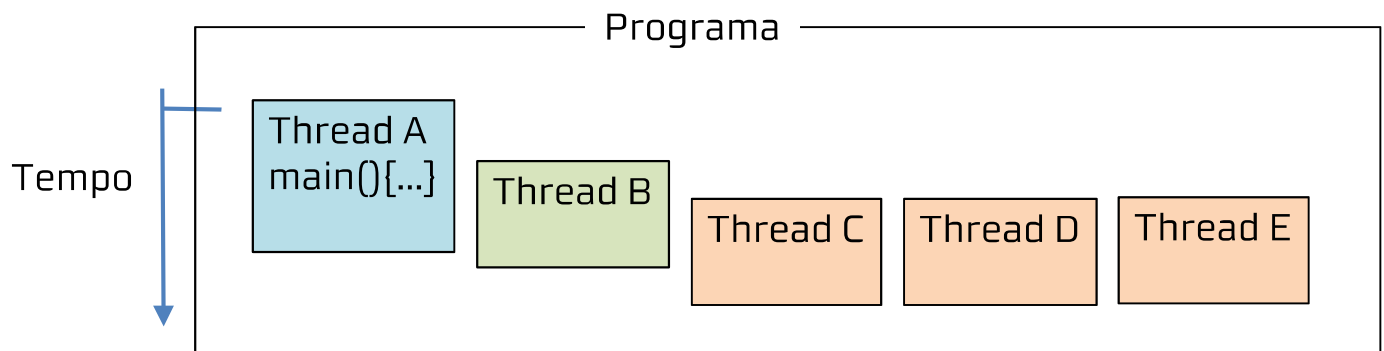 Programa
Tempo
Thread A
main(){...}
Thread B
Thread C
Thread D
Thread E